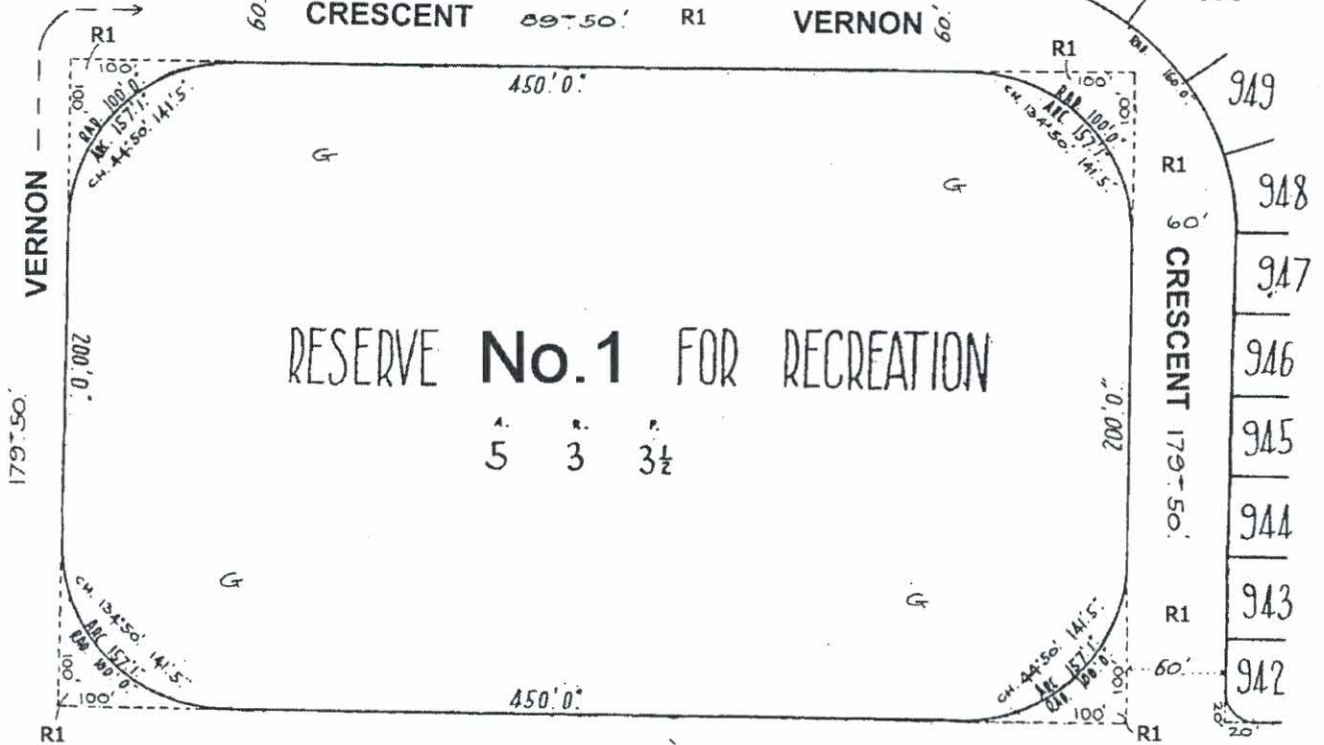 60.'
CRESCENT 89°50.' R1 VERNON 60.'
R1
R1
100'
100'
RAD. 100'.0"
ARC 157'.1"
CH. 44°50.' 141'.5"
450'.0"
100'
100'
RAD. 100'.0"
ARC 157'.1"
CH. 134°50.' 141'.5"
RAD. 160'.0"
949
G
G
R1
948
60'
VERNON
CRESCENT 179°50.'
947
RESERVE No.1 FOR RECREATION
946
200'.0"
200'.0"
A. R. P.
5 3 3½
945
179°50.'
944
G
G
943
R1
CH. 134°50.' 141'.5"
ARC 157'.1"
RAD. 100'.0"
100'
100'
CH. 44°50.' 141'.5"
ARC 157'.1"
RAD. 100'.0"
100'
100'
60'
942
450'.0"
20' 20'
R1
R1